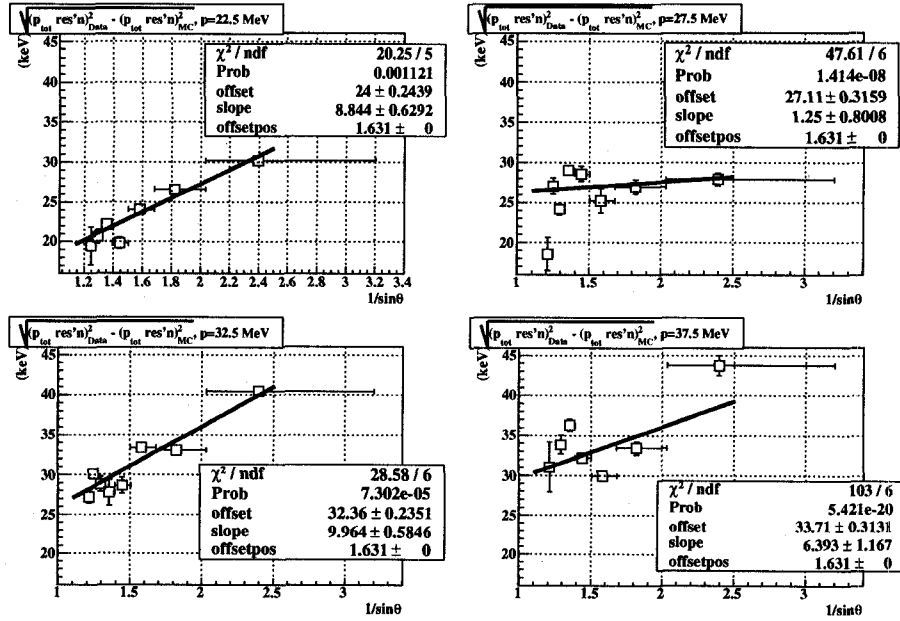 √(p_tot res'n)²_Data - (p_tot res'n)²_MC, p=22.5 MeV
(keV)
χ² / ndf 20.25 / 5
Prob 0.001121
offset 24 ± 0.2439
slope 8.844 ± 0.6292
offsetpos 1.631 ± 0
45
40
35
30
25
20
1.2 1.4 1.6 1.8 2 2.2 2.4 2.6 2.8 3 3.2 3.4
1/sinθ
√(p_tot res'n)²_Data - (p_tot res'n)²_MC, p=27.5 MeV
(keV)
χ² / ndf 47.61 / 6
Prob 1.414e-08
offset 27.11 ± 0.3159
slope 1.25 ± 0.8008
offsetpos 1.631 ± 0
45
40
35
30
25
20
1 1.5 2 2.5 3
1/sinθ
√(p_tot res'n)²_Data - (p_tot res'n)²_MC, p=32.5 MeV
(keV)
45
40
35
30
25
20
χ² / ndf 28.58 / 6
Prob 7.302e-05
offset 32.36 ± 0.2351
slope 9.964 ± 0.5846
offsetpos 1.631 ± 0
1 1.5 2 2.5 3
1/sinθ
√(p_tot res'n)²_Data - (p_tot res'n)²_MC, p=37.5 MeV
(keV)
45
40
35
30
25
20
χ² / ndf 103 / 6
Prob 5.421e-20
offset 33.71 ± 0.3131
slope 6.393 ± 1.167
offsetpos 1.631 ± 0
1 1.5 2 2.5 3
1/sinθ